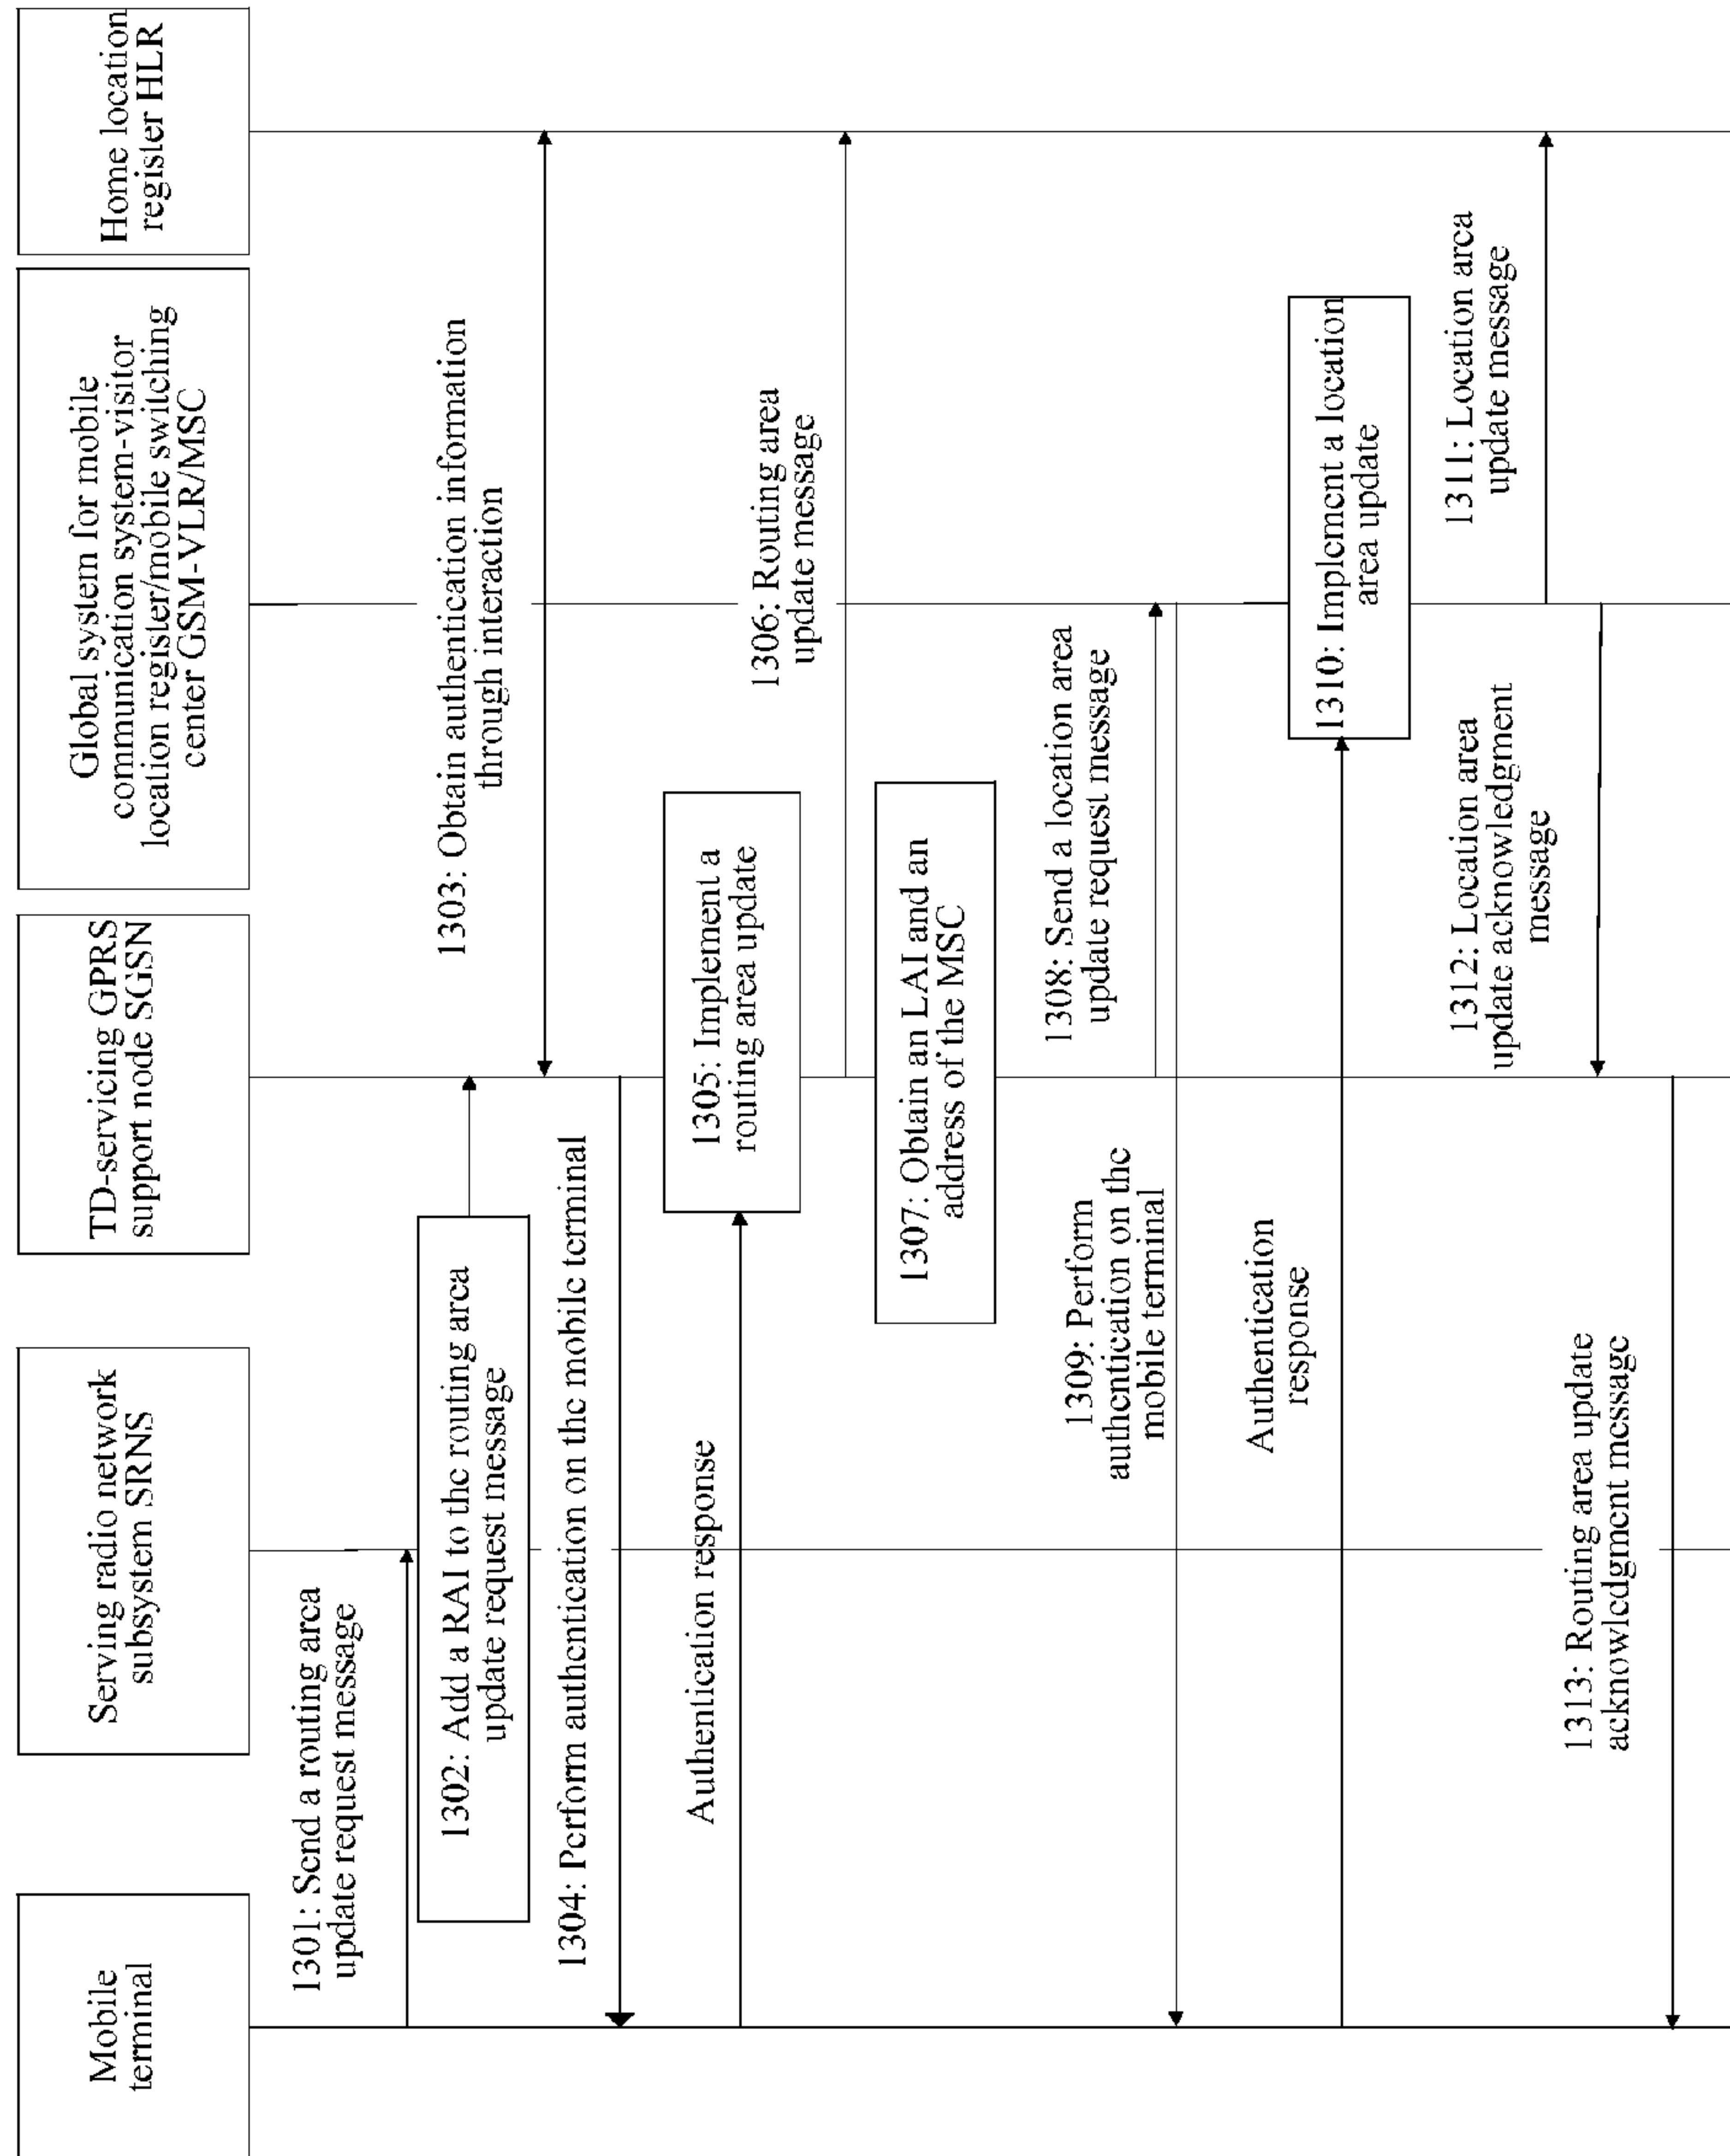 Mobile
terminal
Serving radio network
subsystem SRNS
TD-servicing GPRS
support node SGSN
Global system for mobile
communication system-visitor
location register/mobile switching
center GSM-VLR/MSC
Home location
register HLR
1301: Send a routing area
update request message
1302: Add a RAI to the routing area
update request message
1303: Obtain authentication information
through interaction
1304: Perform authentication on the mobile terminal
Authentication response
1305: Implement a
routing area update
1306: Routing area
update message
1307: Obtain an LAI and an
address of the MSC
1308: Send a location area
update request message
1309: Perform
authentication on the
mobile terminal
Authentication
response
1310: Implement a location
area update
1311: Location area
update message
1312: Location area
update acknowledgment
message
1313: Routing area update
acknowledgment message